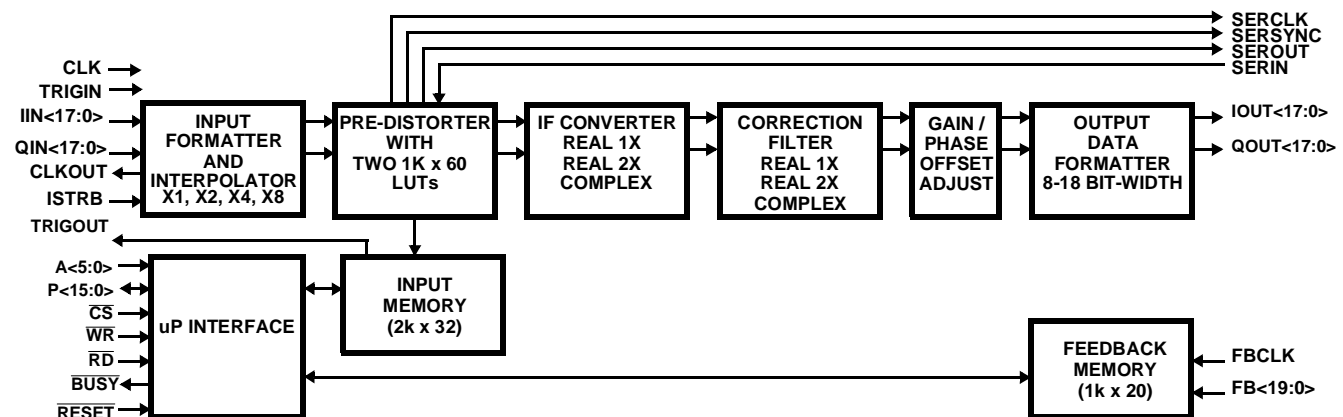 SERCLK
SERSYNC
SEROUT
SERIN
CLK
TRIGIN
IIN<17:0>
QIN<17:0>
CLKOUT
ISTRB
TRIGOUT
INPUT
FORMATTER
AND
INTERPOLATOR
X1, X2, X4, X8
PRE-DISTORTER
WITH
TWO 1K x 60
LUTs
IF CONVERTER
REAL 1X
REAL 2X
COMPLEX
CORRECTION
FILTER
REAL 1X
REAL 2X
COMPLEX
GAIN /
PHASE
OFFSET
ADJUST
OUTPUT
DATA
FORMATTER
8-18 BIT-WIDTH
IOUT<17:0>
QOUT<17:0>
A<5:0>
P<15:0>
CS
WR
RD
BUSY
RESET
uP INTERFACE
INPUT
MEMORY
(2k x 32)
FEEDBACK
MEMORY
(1k x 20)
FBCLK
FB<19:0>